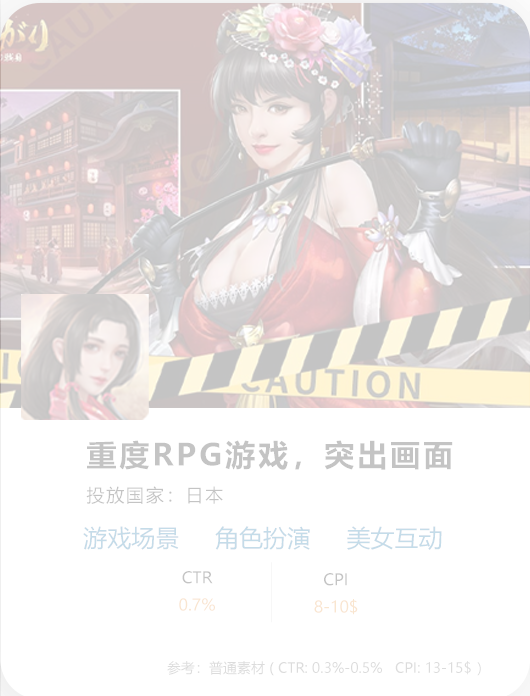 がり
CAUTION
重度RPG游戏，突出画面
投放国家：日本
游戏场景 角色扮演 美女互动
CTR CPI
0.7% 8-10$
参考：普通素材 ( CTR: 0.3%-0.5% CPI: 13-15$ )